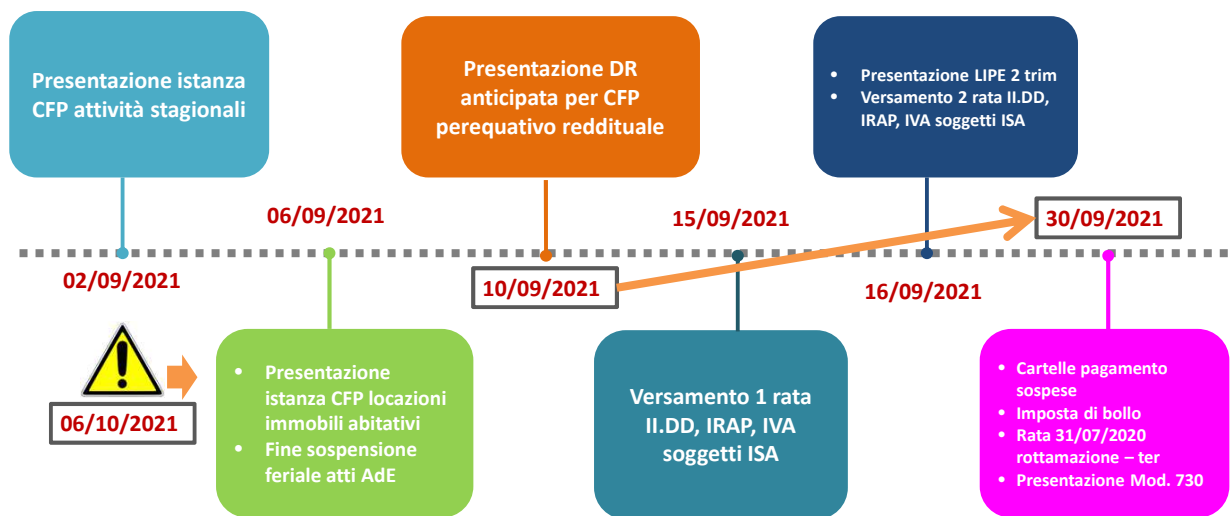 Presentazione istanza
CFP attività stagionali
Presentazione DR
anticipata per CFP
perequativo reddituale
• Presentazione LIPE 2 trim
• Versamento 2 rata II.DD,
IRAP, IVA soggetti ISA
06/09/2021
15/09/2021
30/09/2021
02/09/2021
10/09/2021
16/09/2021
06/10/2021
• Presentazione
istanza CFP locazioni
immobili abitativi
• Fine sospensione
feriale atti AdE
Versamento 1 rata
II.DD, IRAP, IVA
soggetti ISA
• Cartelle pagamento
sospese
• Imposta di bollo
• Rata 31/07/2020
rottamazione – ter
• Presentazione Mod. 730